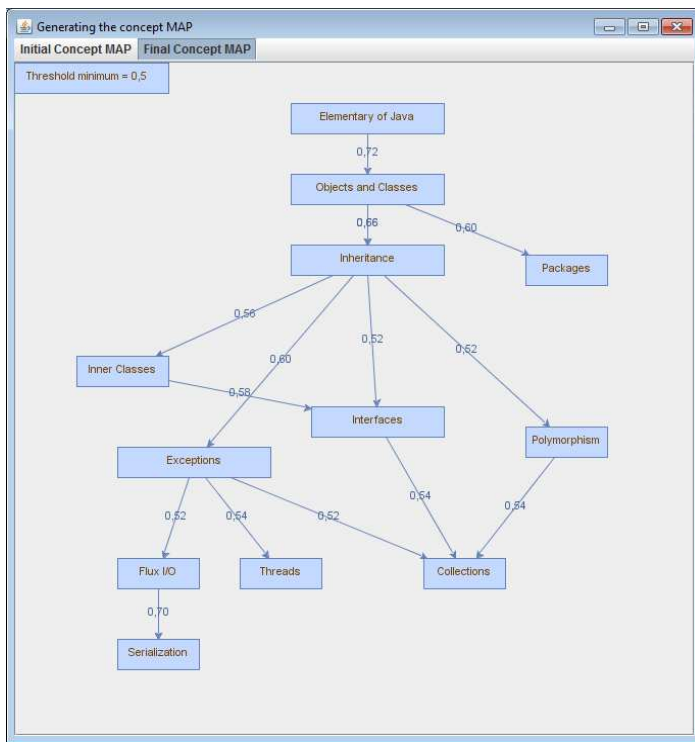 Generating the concept MAP
Initial Concept MAP Final Concept MAP
Threshold minimum = 0,5
Elementary of Java
0,72
Objects and Classes
0,66
0,60
Inheritance
Packages
0,56
0,60
0,52
0,52
Inner Classes
0,58
Interfaces
Polymorphism
Exceptions
0,52
0,54
0,52
0,54
0,54
Flux I/O
Threads
Collections
0,70
Serialization